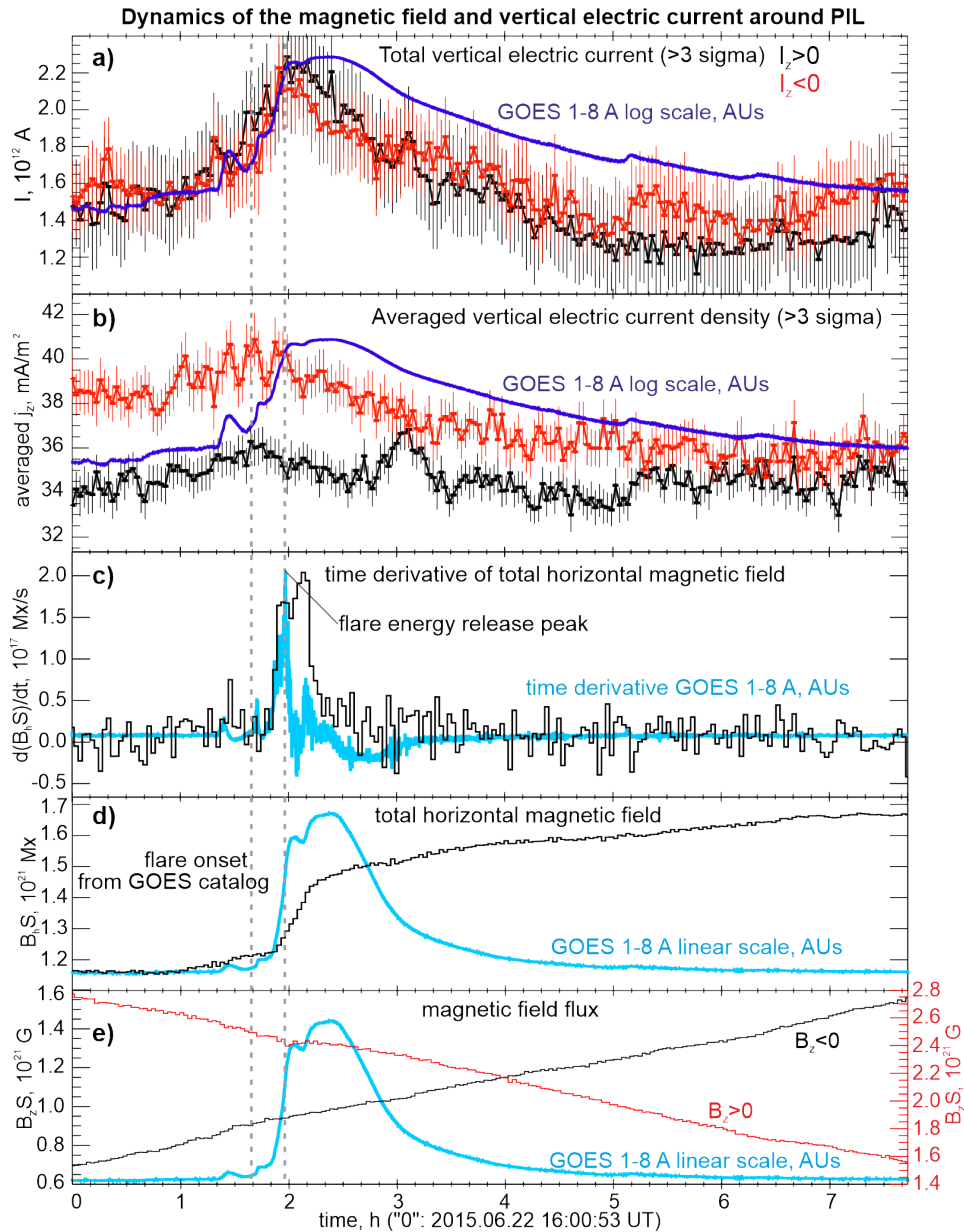 Dynamics of the magnetic field and vertical electric current around PIL
a)
Total vertical electric current (>3 sigma)
I_z>0
I_z<0
GOES 1-8 A log scale, AUs
I, 10^12 A
2.2
2.0
1.8
1.6
1.4
1.2
b)
Averaged vertical electric current density (>3 sigma)
GOES 1-8 A log scale, AUs
averaged j_z, mA/m^2
42
40
38
36
34
32
c)
time derivative of total horizontal magnetic field
flare energy release peak
time derivative GOES 1-8 A, AUs
d(B_hS)/dt, 10^17 Mx/s
2.0
1.5
1.0
0.5
0.0
-0.5
d)
total horizontal magnetic field
flare onset
from GOES catalog
GOES 1-8 A linear scale, AUs
B_hS, 10^21 Mx
1.7
1.6
1.5
1.4
1.3
1.2
e)
magnetic field flux
B_z<0
B_z>0
GOES 1-8 A linear scale, AUs
B_zS, 10^21 G
1.6
1.4
1.2
1.0
0.8
0.6
B_zS, 10^21 G
2.8
2.6
2.4
2.2
2.0
1.8
1.6
1.4
0 1 2 3 4 5 6 7
time, h ("0": 2015.06.22 16:00:53 UT)